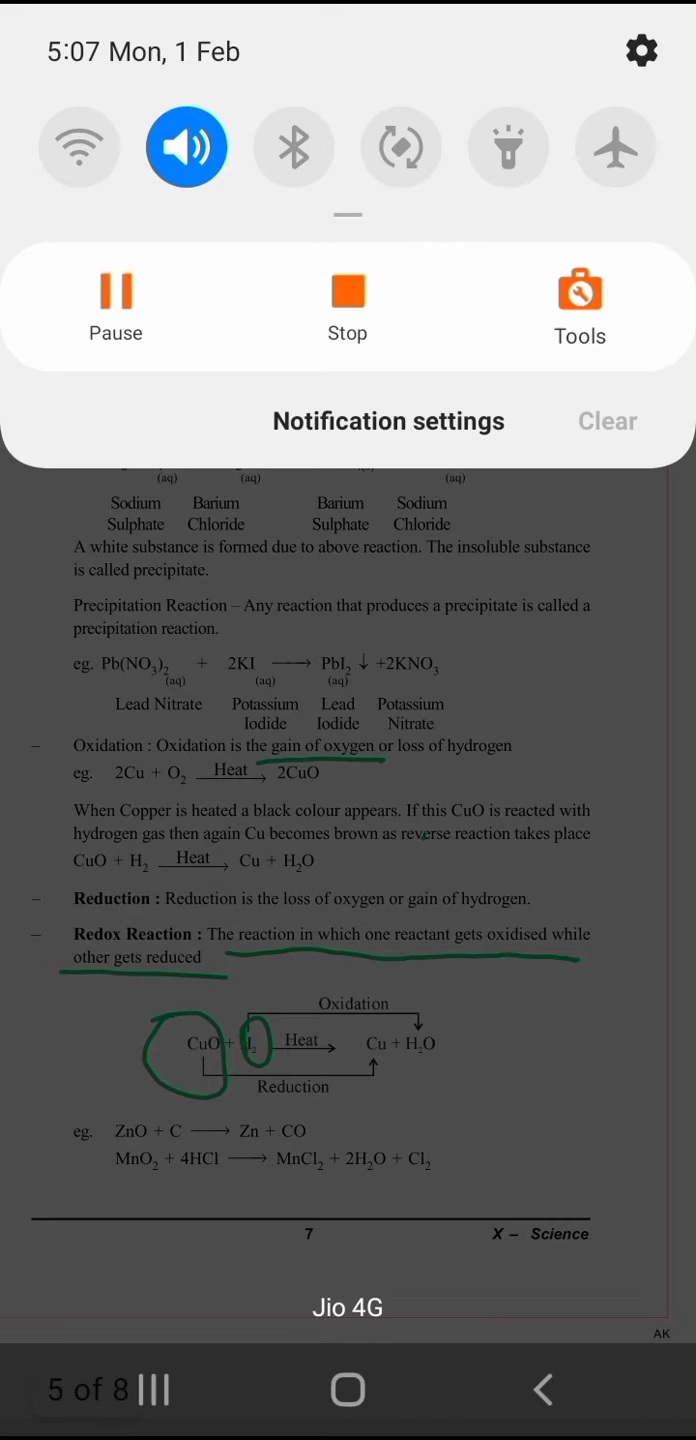 5:07 Mon, 1 Feb
Pause Stop Tools
Notification settings Clear
(aq) (aq) (aq)
Sodium Barium Barium Sodium
Sulphate Chloride Sulphate Chloride
A white substance is formed due to above reaction. The insoluble substance
is called precipitate.
Precipitation Reaction – Any reaction that produces a precipitate is called a
precipitation reaction.
eg. Pb(NO₃)₂ + 2KI ⟶ PbI₂ ↓ +2KNO₃
(aq) (aq) (aq)
Lead Nitrate Potassium Lead Potassium
Iodide Iodide Nitrate
– Oxidation : Oxidation is the gain of oxygen or loss of hydrogen
eg. 2Cu + O₂ Heat⟶ 2CuO
When Copper is heated a black colour appears. If this CuO is reacted with
hydrogen gas then again Cu becomes brown as reverse reaction takes place
CuO + H₂ Heat⟶ Cu + H₂O
– Reduction : Reduction is the loss of oxygen or gain of hydrogen.
– Redox Reaction : The reaction in which one reactant gets oxidised while
other gets reduced
Oxidation
CuO + H₂ Heat⟶ Cu + H₂O
Reduction
eg. ZnO + C ⟶ Zn + CO
MnO₂ + 4HCl ⟶ MnCl₂ + 2H₂O + Cl₂
7 X – Science
Jio 4G
AK
5 of 8